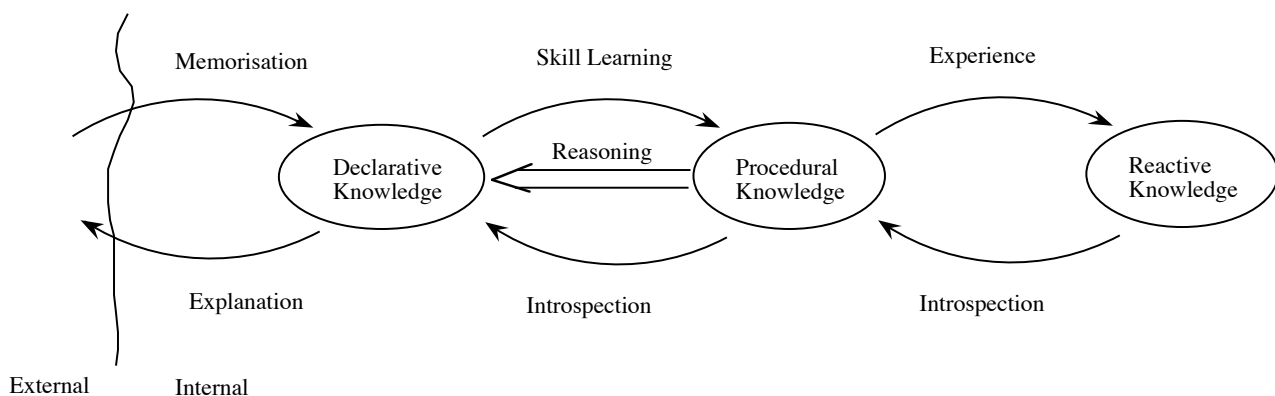 Memorisation
Skill Learning
Experience
Reasoning
Declarative
Knowledge
Procedural
Knowledge
Reactive
Knowledge
Explanation
Introspection
Introspection
External
Internal